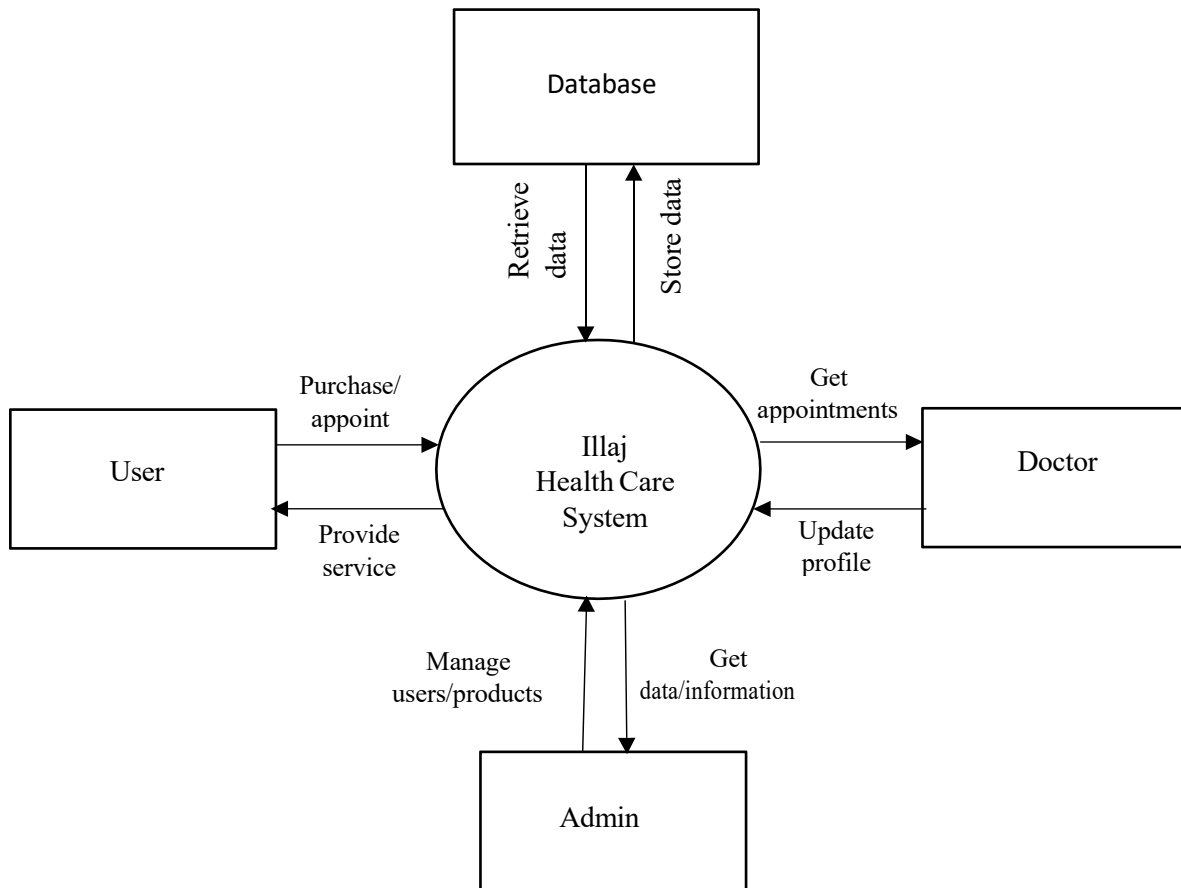 Database
Retrieve
data
Store data
Purchase/
appoint
Get
appointments
User
Illaj
Health Care
System
Doctor
Provide
service
Update
profile
Manage
users/products
Get
data/information
Admin